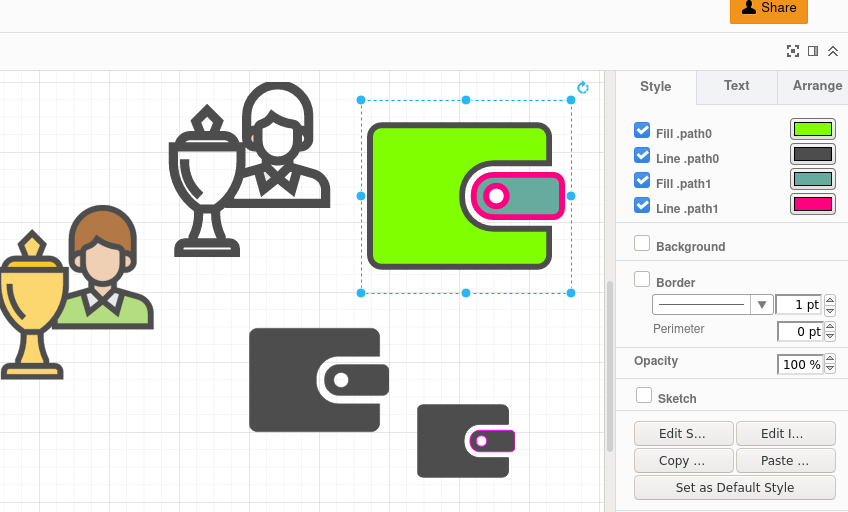 Share
Style Text Arrange
Fill .path0
Line .path0
Fill .path1
Line .path1
Background
Border
1 pt
Perimeter 0 pt
Opacity 100 %
Sketch
Edit S... Edit I...
Copy ... Paste ...
Set as Default Style